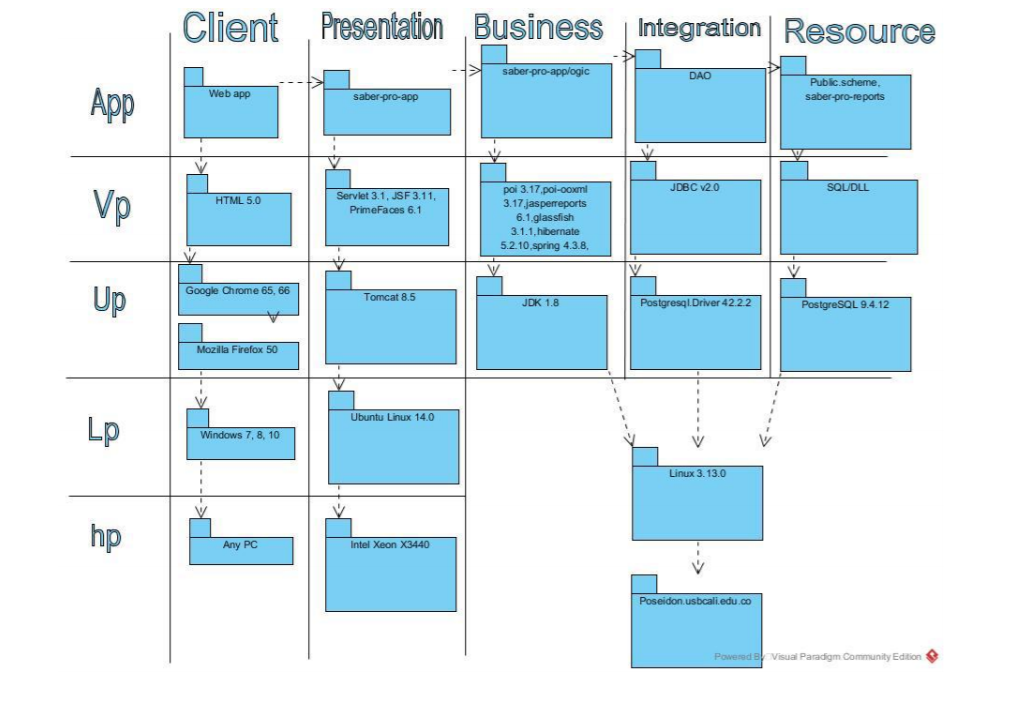 Client
Presentation
Business
Integration
Resource
App
Web app
saber-pro-app
saber-pro-app/ogic
DAO
Public.scheme,
saber-pro-reports
Vp
HTML 5.0
Servlet 3.1, JSF 3.11,
PrimeFaces 6.1
poi 3.17,poi-ooxml
3.17,jasperreports
6.1,glassfish
3.1.1,hibernate
5.2.10,spring 4.3.8,
JDBC v2.0
SQL/DLL
Up
Google Chrome 65, 66
Mozilla Firefox 50
Tomcat 8.5
JDK 1.8
Postgresql.Driver 42.2.2
PostgreSQL 9.4.12
Lp
Windows 7, 8, 10
Ubuntu Linux 14.0
Linux 3.13.0
hp
Any PC
Intel Xeon X3440
Poseidon.usbcali.edu.co
Powered By Visual Paradigm Community Edition